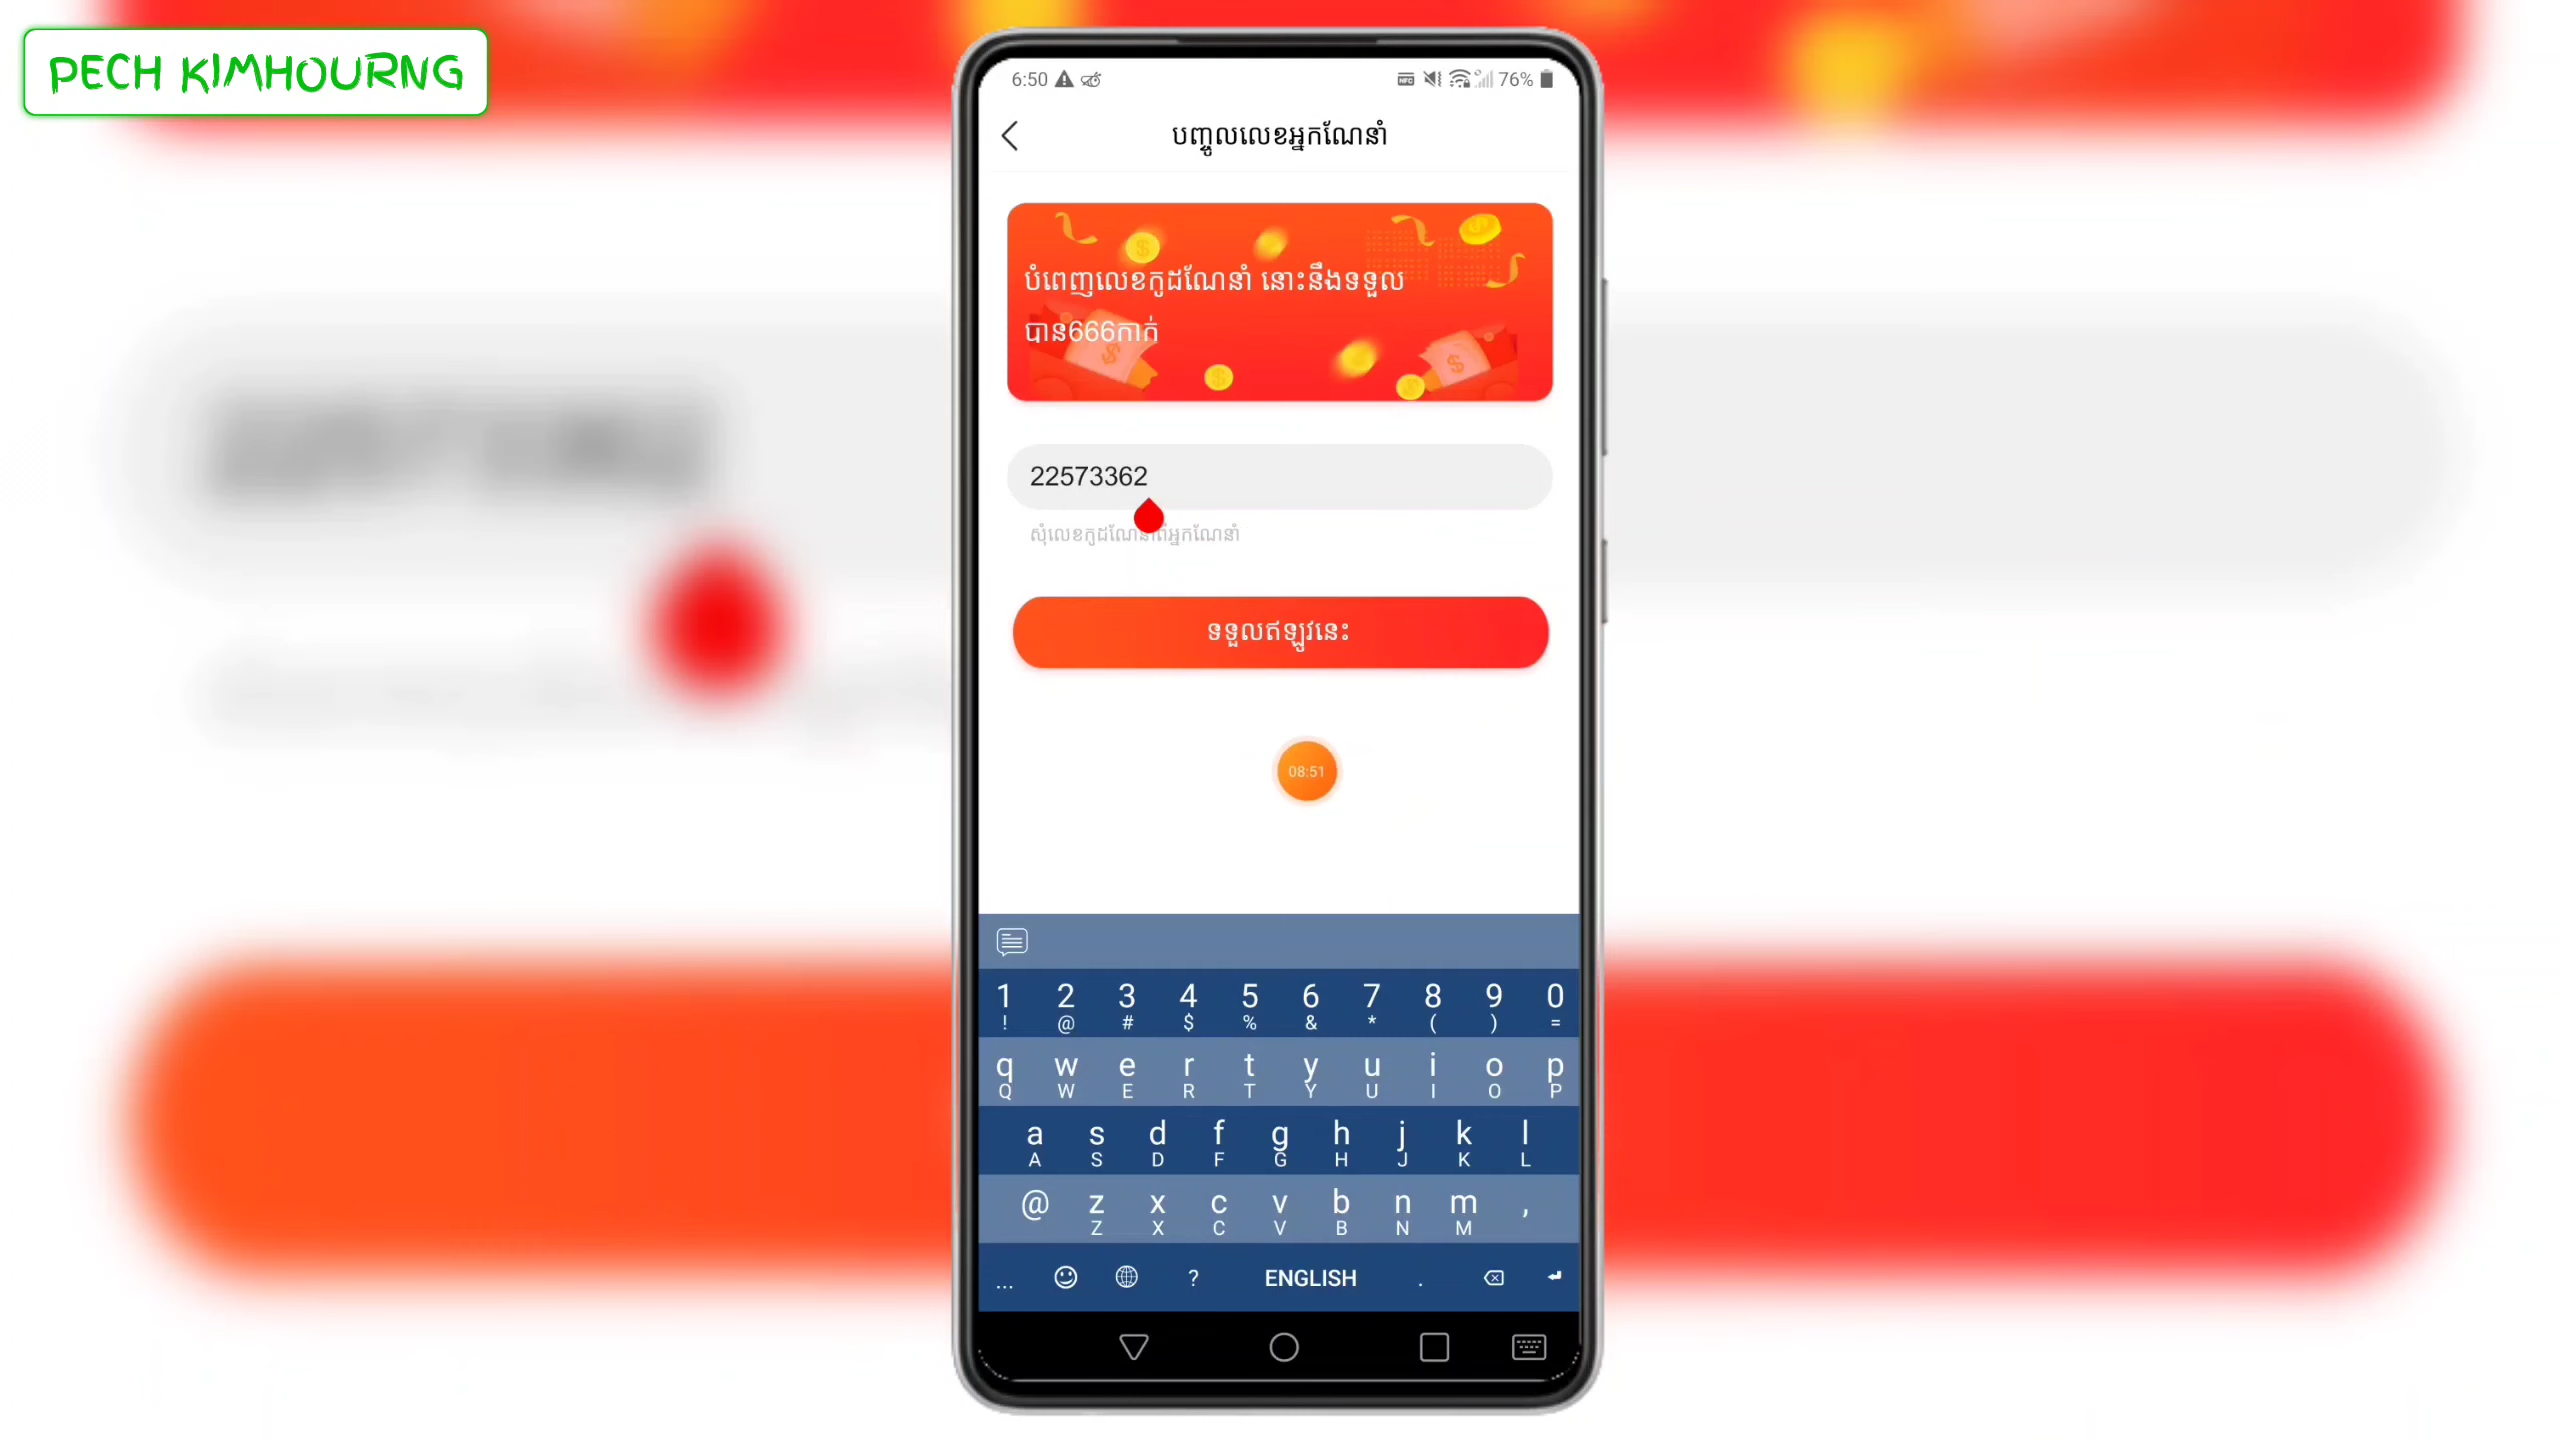 PECH KIMHOURNG
6:50
76%
បញ្ចូលលេខអ្នកណែនាំ
បំពេញលេខកូដណែនាំ នោះនឹងទទួល
បាន666កាក់
22573362
សុំលេខកូដណែនាំពីអ្នកណែនាំ
ទទួលឥឡូវនេះ
08:51
1 2 3 4 5 6 7 8 9 0
! @ # $ % & * ( ) =
q w e r t y u i o p
Q W E R T Y U I O P
a s d f g h j k l
A S D F G H J K L
@ z x c v b n m ,
Z X C V B N M
... ? ENGLISH .